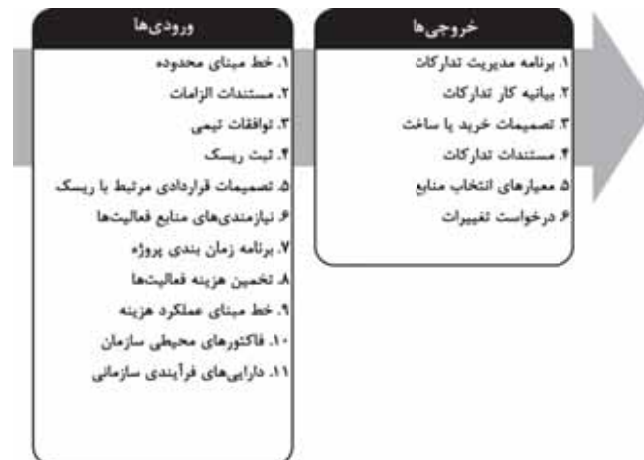 ورودی‌ها
۱. خط مبنای محدوده
۲. مستندات الزامات
۳. توافقات تیمی
۴. ثبت ریسک
۵. تصمیمات قراردادی مرتبط با ریسک
۶. نیازمندی‌های منابع فعالیت‌ها
۷. برنامه زمان بندی پروژه
۸. تخمین هزینه فعالیت‌ها
۹. خط مبنای عملکرد هزینه
۱۰. فاکتورهای محیطی سازمان
۱۱. دارایی‌های فرآیندی سازمانی
خروجی‌ها
۱. برنامه مدیریت تدارکات
۲. بیانیه کار تدارکات
۳. تصمیمات خرید یا ساخت
۴. مستندات تدارکات
۵. معیارهای انتخاب منابع
۶. درخواست تغییرات